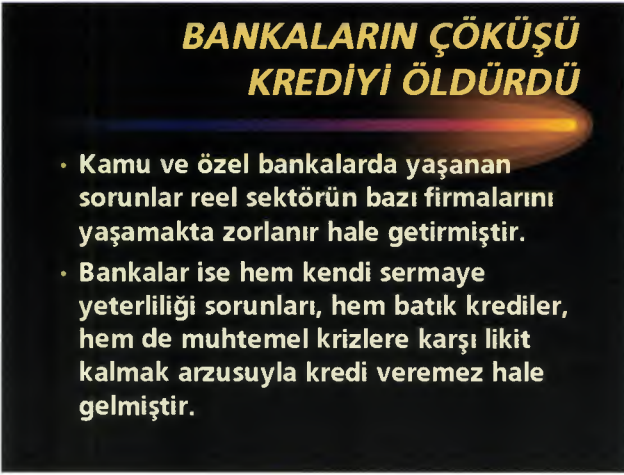 BANKALARIN ÇÖKÜŞÜ
KREDİYİ ÖLDÜRDÜ
• Kamu ve özel bankalarda yaşanan
sorunlar reel sektörün bazı firmalarını
yaşamakta zorlanır hale getirmiştir.
• Bankalar ise hem kendi sermaye
yeterliliği sorunları, hem batık krediler,
hem de muhtemel krizlere karşı likit
kalmak arzusuyla kredi veremez hale
gelmiştir.